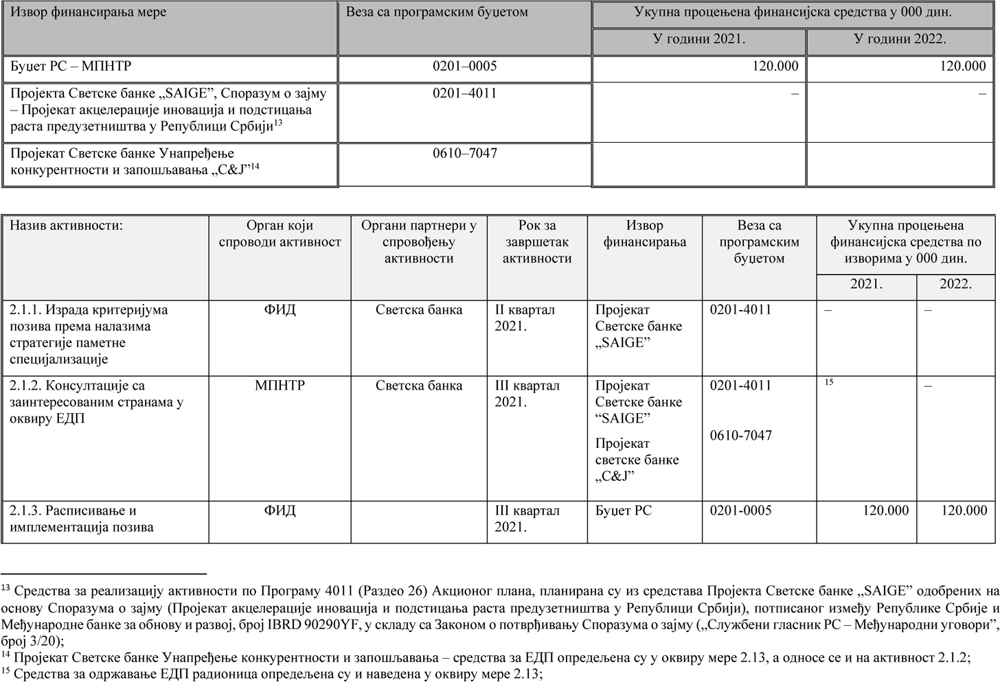 Извор финансирања мере
Веза са програмским буџетом
Укупна процењена финансијска средства у 000 дин.
У години 2021.
У години 2022.
Буџет РС – МПНТР
0201–0005
120.000
120.000
Пројекта Светске банке „SAIGE”, Споразум о зајму
– Пројекат акцелерације иновација и подстицања
раста предузетништва у Републици Србији13
0201–4011
–
–
Пројекат Светске банке Унапређење
конкурентности и запошљавања „C&J”14
0610–7047
Назив активности:
Орган који
спроводи активност
Органи партнери у
спровођењу
активности
Рок за
завршетак
активности
Извор
финансирања
Веза са
програмским
буџетом
Укупна процењена
финансијска средства по
изворима у 000 дин.
2021.
2022.
2.1.1. Израда критеријума
позива према налазима
стратегије паметне
специјализације
ФИД
Светска банка
II квартал
2021.
Пројекат
Светске банке
„SAIGE”
0201-4011
–
–
2.1.2. Консултације са
заинтересованим странама у
оквиру ЕДП
МПНТР
Светска банка
III квартал
2021.
Пројекат
Светске банке
“SAIGE”
Пројекат
светске банке
„C&J”
0201-4011
0610-7047
15
–
2.1.3. Расписивање и
имплементација позива
ФИД
III квартал
2021.
Буџет РС
0201-0005
120.000
120.000
13 Средства за реализацију активности по Програму 4011 (Раздео 26) Акционог плана, планирана су из средстава Пројекта Светске банке „SAIGE” одобрених на
основу Споразума о зајму (Пројекат акцелерације иновација и подстицања раста предузетништва у Републици Србији), потписаног између Републике Србије и
Међународне банке за обнову и развој, број IBRD 90290YF, у складу са Законом о потврђивању Споразума о зајму („Службени гласник РС – Међународни уговори”,
број 3/20);
14 Пројекат Светске банке Унапређење конкурентности и запошљавања – средства за ЕДП опредељена су у оквиру мере 2.13, а односе се и на активност 2.1.2;
15 Средства за одржавање ЕДП радионица опредељена су и наведена у оквиру мере 2.13;